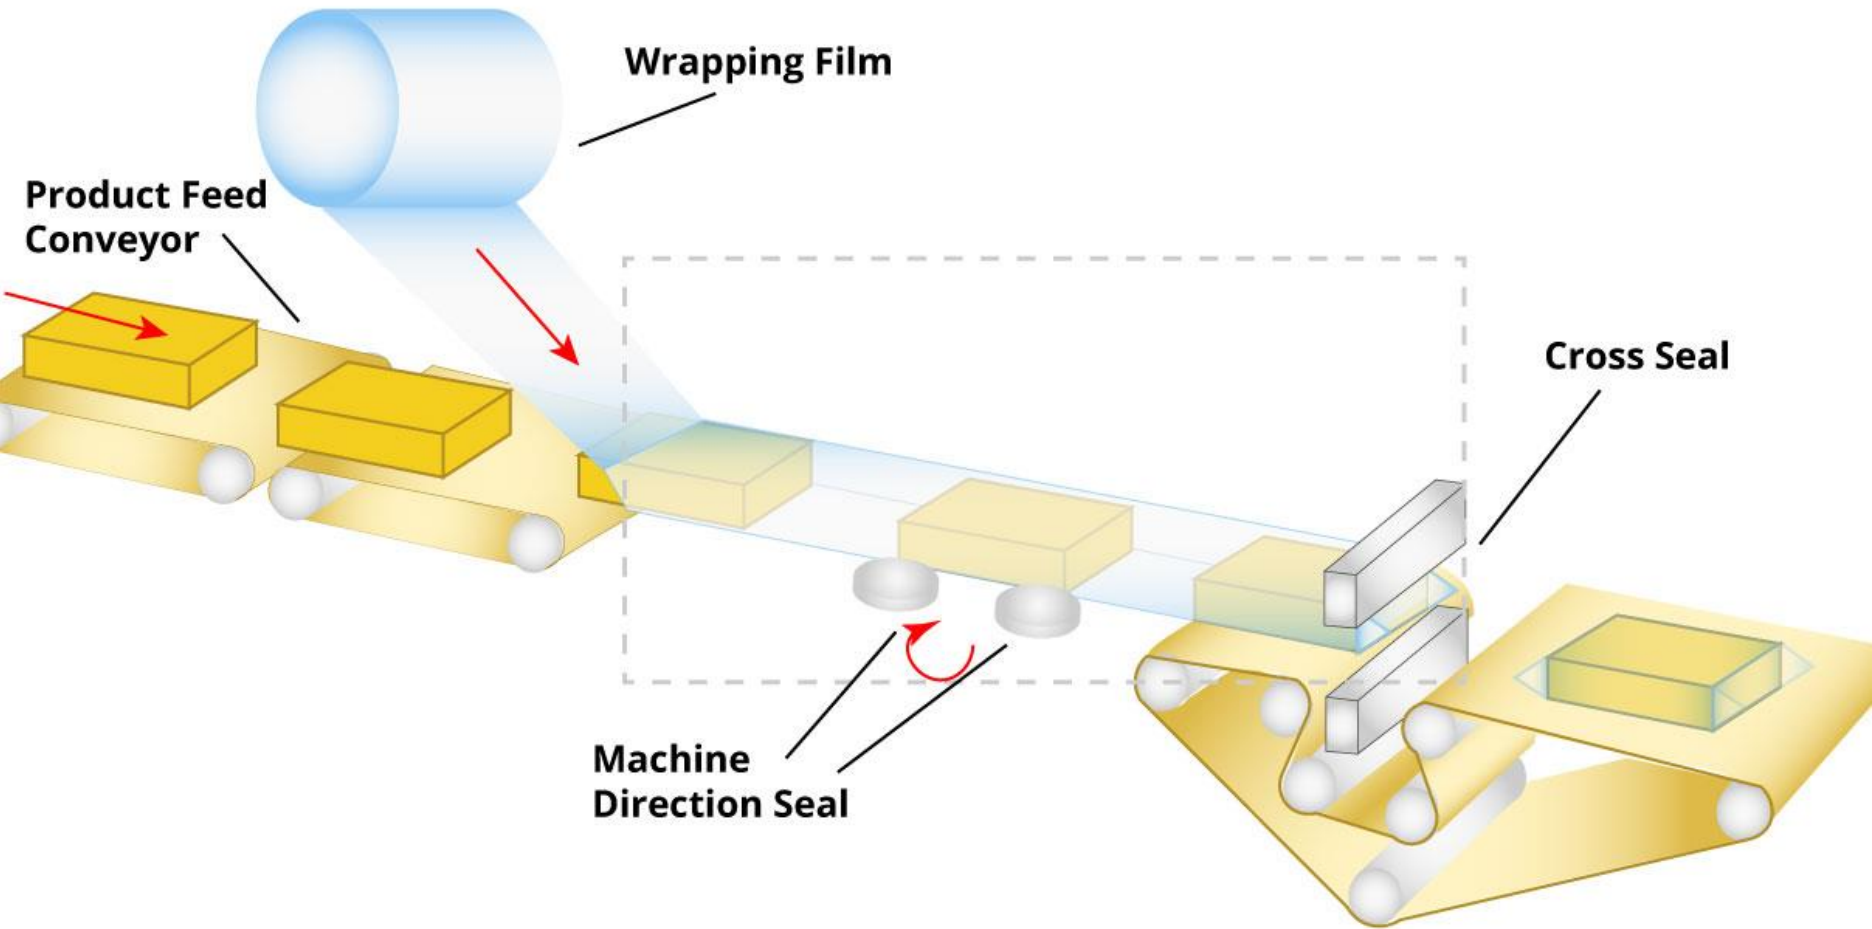 Wrapping Film
Product Feed
Conveyor
Cross Seal
Machine
Direction Seal